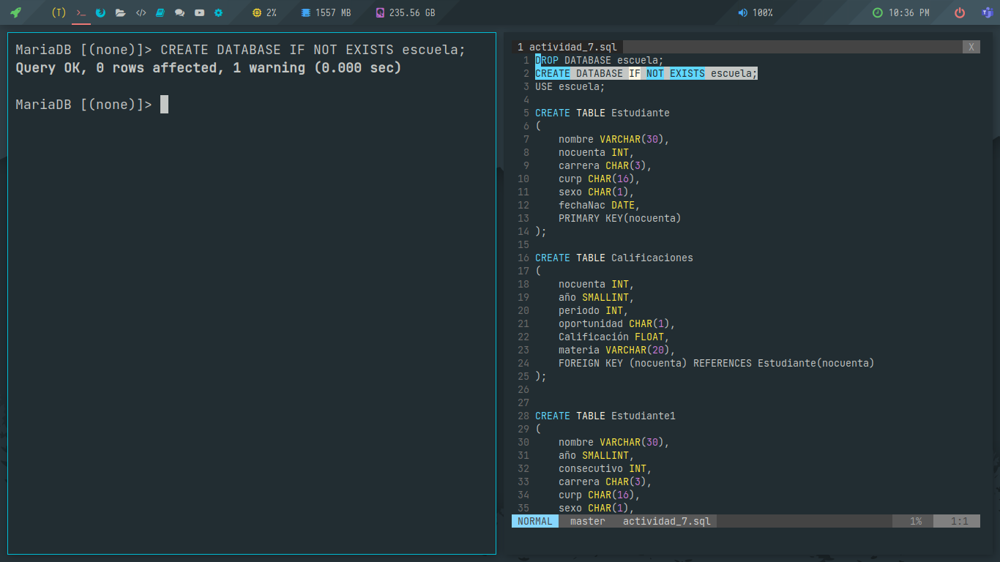 (T) 2% 1557 MB 235.56 GB 100% 10:36 PM
MariaDB [(none)]> CREATE DATABASE IF NOT EXISTS escuela;
Query OK, 0 rows affected, 1 warning (0.000 sec)
MariaDB [(none)]>
1 actividad_7.sql X
1 DROP DATABASE escuela;
2 CREATE DATABASE IF NOT EXISTS escuela;
3 USE escuela;
4
5 CREATE TABLE Estudiante
6 (
7 nombre VARCHAR(30),
8 nocuenta INT,
9 carrera CHAR(3),
10 curp CHAR(16),
11 sexo CHAR(1),
12 fechaNac DATE,
13 PRIMARY KEY(nocuenta)
14 );
15
16 CREATE TABLE Calificaciones
17 (
18 nocuenta INT,
19 año SMALLINT,
20 periodo INT,
21 oportunidad CHAR(1),
22 Calificación FLOAT,
23 materia VARCHAR(20),
24 FOREIGN KEY (nocuenta) REFERENCES Estudiante(nocuenta)
25 );
26
27
28 CREATE TABLE Estudiante1
29 (
30 nombre VARCHAR(30),
31 año SMALLINT,
32 consecutivo INT,
33 carrera CHAR(3),
34 curp CHAR(16),
35 sexo CHAR(1),
NORMAL master actividad_7.sql 1% 1:1